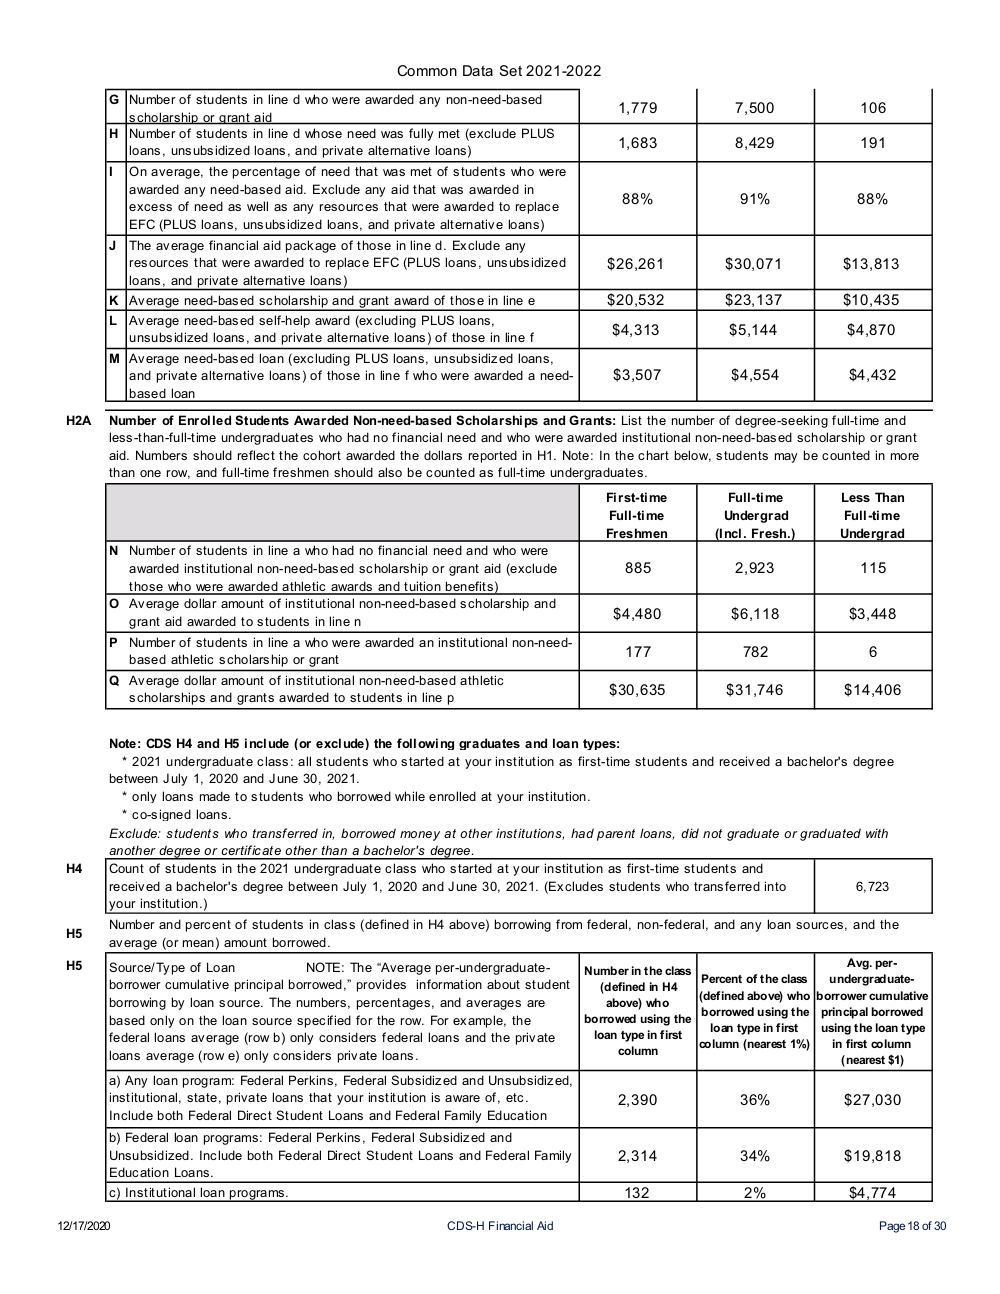 Common Data Set 2021-2022
G Number of students in line d who were awarded any non-need-based
scholarship or grant aid
1,779 7,500 106
H Number of students in line d whose need was fully met (exclude PLUS
loans, unsubsidized loans, and private alternative loans)
1,683 8,429 191
I On average, the percentage of need that was met of students who were
awarded any need-based aid. Exclude any aid that was awarded in
excess of need as well as any resources that were awarded to replace
EFC (PLUS loans, unsubsidized loans, and private alternative loans)
88% 91% 88%
J The average financial aid package of those in line d. Exclude any
resources that were awarded to replace EFC (PLUS loans, unsubsidized
loans, and private alternative loans)
$26,261 $30,071 $13,813
K Average need-based scholarship and grant award of those in line e $20,532 $23,137 $10,435
L Average need-based self-help award (excluding PLUS loans,
unsubsidized loans, and private alternative loans) of those in line f
$4,313 $5,144 $4,870
M Average need-based loan (excluding PLUS loans, unsubsidized loans,
and private alternative loans) of those in line f who were awarded a need-
based loan
$3,507 $4,554 $4,432
H2A Number of Enrolled Students Awarded Non-need-based Scholarships and Grants: List the number of degree-seeking full-time and
less-than-full-time undergraduates who had no financial need and who were awarded institutional non-need-based scholarship or grant
aid. Numbers should reflect the cohort awarded the dollars reported in H1. Note: In the chart below, students may be counted in more
than one row, and full-time freshmen should also be counted as full-time undergraduates.
First-time Full-time Less Than
Full-time Undergrad Full-time
Freshmen (Incl. Fresh.) Undergrad
N Number of students in line a who had no financial need and who were
awarded institutional non-need-based scholarship or grant aid (exclude
those who were awarded athletic awards and tuition benefits)
885 2,923 115
O Average dollar amount of institutional non-need-based scholarship and
grant aid awarded to students in line n
$4,480 $6,118 $3,448
P Number of students in line a who were awarded an institutional non-need-
based athletic scholarship or grant
177 782 6
Q Average dollar amount of institutional non-need-based athletic
scholarships and grants awarded to students in line p
$30,635 $31,746 $14,406
Note: CDS H4 and H5 include (or exclude) the following graduates and loan types:
* 2021 undergraduate class: all students who started at your institution as first-time students and received a bachelor's degree
between July 1, 2020 and June 30, 2021.
* only loans made to students who borrowed while enrolled at your institution.
* co-signed loans.
Exclude: students who transferred in, borrowed money at other institutions, had parent loans, did not graduate or graduated with
another degree or certificate other than a bachelor's degree.
H4 Count of students in the 2021 undergraduate class who started at your institution as first-time students and
received a bachelor's degree between July 1, 2020 and June 30, 2021. (Excludes students who transferred into
your institution.)
6,723
H5 Number and percent of students in class (defined in H4 above) borrowing from federal, non-federal, and any loan sources, and the
average (or mean) amount borrowed.
H5 Source/Type of Loan NOTE: The “Average per-undergraduate-
borrower cumulative principal borrowed,” provides information about student
borrowing by loan source. The numbers, percentages, and averages are
based only on the loan source specified for the row. For example, the
federal loans average (row b) only considers federal loans and the private
loans average (row e) only considers private loans.
Number in the class
(defined in H4
above) who
borrowed using the
loan type in first
column
Percent of the class
(defined above) who
borrowed using the
loan type in first
column (nearest 1%)
Avg. per-
undergraduate-
borrower cumulative
principal borrowed
using the loan type
in first column
(nearest $1)
a) Any loan program: Federal Perkins, Federal Subsidized and Unsubsidized,
institutional, state, private loans that your institution is aware of, etc.
Include both Federal Direct Student Loans and Federal Family Education
2,390 36% $27,030
b) Federal loan programs: Federal Perkins, Federal Subsidized and
Unsubsidized. Include both Federal Direct Student Loans and Federal Family
Education Loans.
2,314 34% $19,818
c) Institutional loan programs. 132 2% $4,774
12/17/2020 CDS-H Financial Aid Page 18 of 30